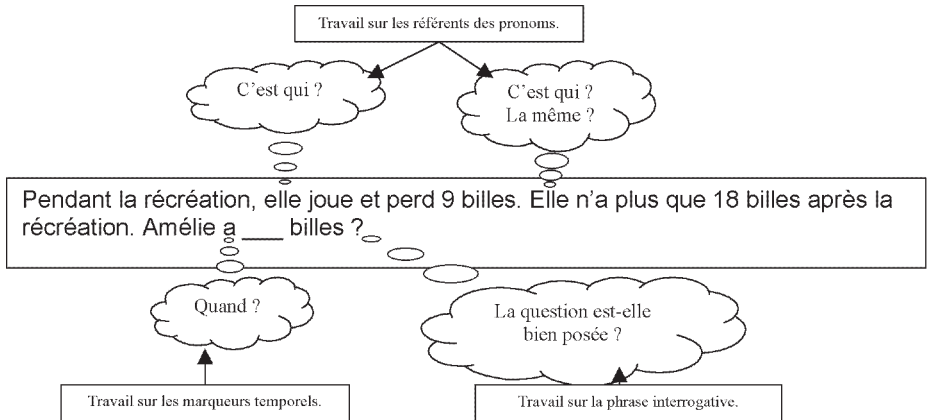 Travail sur les référents des pronoms.
C'est qui ?
C'est qui ?
La même ?
Pendant la récréation, elle joue et perd 9 billes. Elle n'a plus que 18 billes après la
récréation. Amélie a ___ billes ?
Quand ?
La question est-elle
bien posée ?
Travail sur les marqueurs temporels.
Travail sur la phrase interrogative.